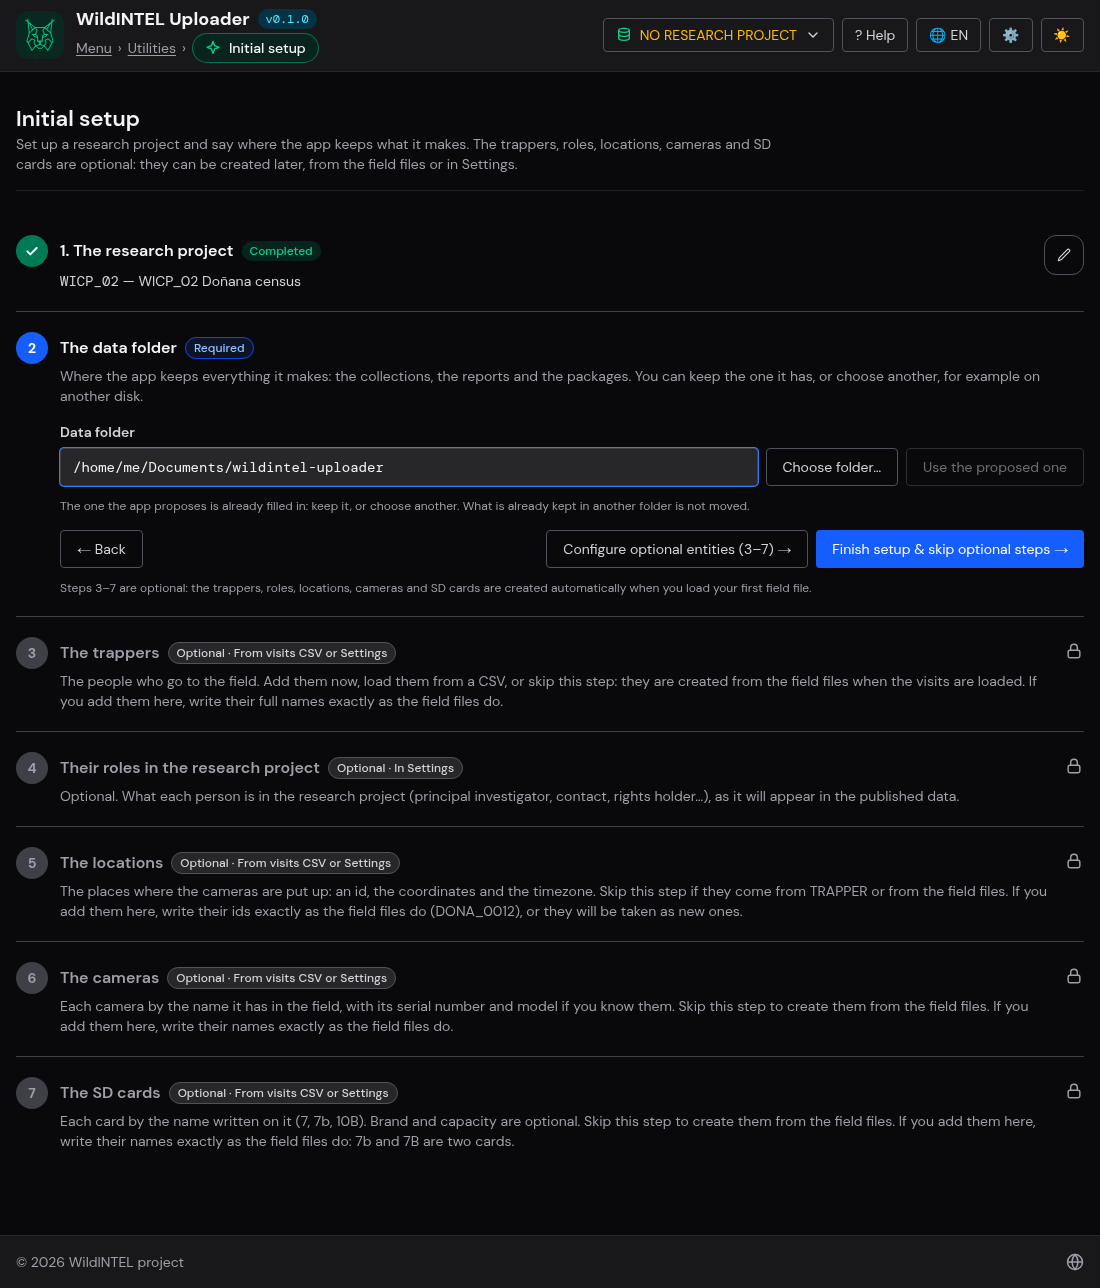 WildINTEL Uploader v0.1.0
Menu › Utilities › Initial setup
NO RESEARCH PROJECT
? Help
🌐 EN
Initial setup
Set up a research project and say where the app keeps what it makes. The trappers, roles, locations, cameras and SD
cards are optional: they can be created later, from the field files or in Settings.
1. The research project Completed
WICP_02 — WICP_02 Doñana census
2 The data folder Required
Where the app keeps everything it makes: the collections, the reports and the packages. You can keep the one it has, or choose another, for example on
another disk.
Data folder
/home/me/Documents/wildintel-uploader Choose folder… Use the proposed one
The one the app proposes is already filled in: keep it, or choose another. What is already kept in another folder is not moved.
← Back Configure optional entities (3–7) → Finish setup & skip optional steps →
Steps 3–7 are optional: the trappers, roles, locations, cameras and SD cards are created automatically when you load your first field file.
3 The trappers Optional · From visits CSV or Settings
The people who go to the field. Add them now, load them from a CSV, or skip this step: they are created from the field files when the visits are loaded. If
you add them here, write their full names exactly as the field files do.
4 Their roles in the research project Optional · In Settings
Optional. What each person is in the research project (principal investigator, contact, rights holder…), as it will appear in the published data.
5 The locations Optional · From visits CSV or Settings
The places where the cameras are put up: an id, the coordinates and the timezone. Skip this step if they come from TRAPPER or from the field files. If you
add them here, write their ids exactly as the field files do (DONA_0012), or they will be taken as new ones.
6 The cameras Optional · From visits CSV or Settings
Each camera by the name it has in the field, with its serial number and model if you know them. Skip this step to create them from the field files. If you
add them here, write their names exactly as the field files do.
7 The SD cards Optional · From visits CSV or Settings
Each card by the name written on it (7, 7b, 10B). Brand and capacity are optional. Skip this step to create them from the field files. If you add them here,
write their names exactly as the field files do: 7b and 7B are two cards.
© 2026 WildINTEL project